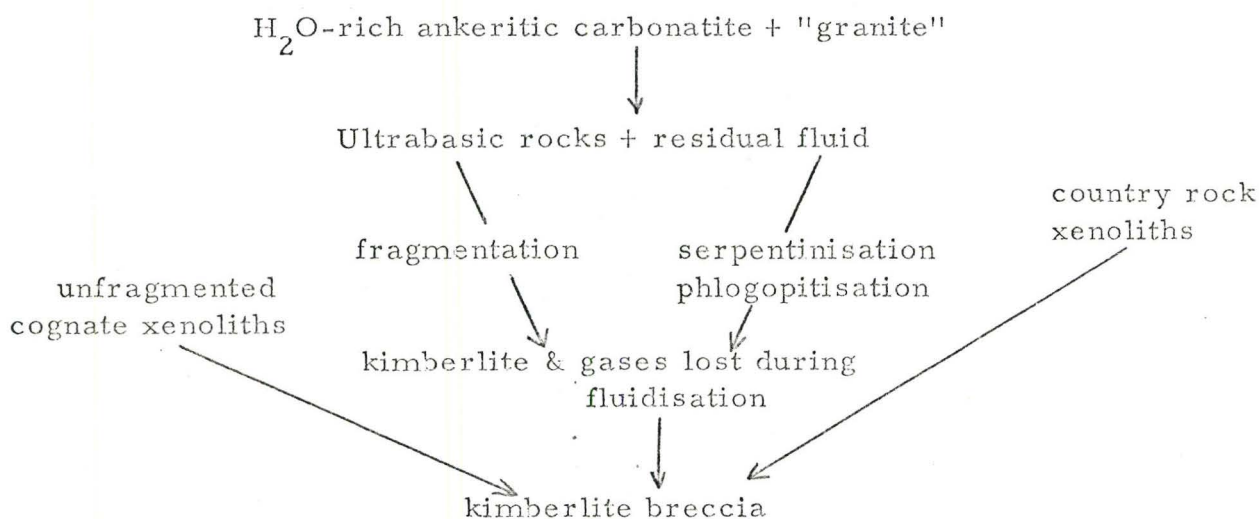 H₂O-rich ankeritic carbonatite + "granite"
Ultrabasic rocks + residual fluid
country rock
xenoliths
fragmentation
serpentinisation
phlogopitisation
unfragmented
cognate xenoliths
kimberlite & gases lost during
fluidisation
kimberlite breccia